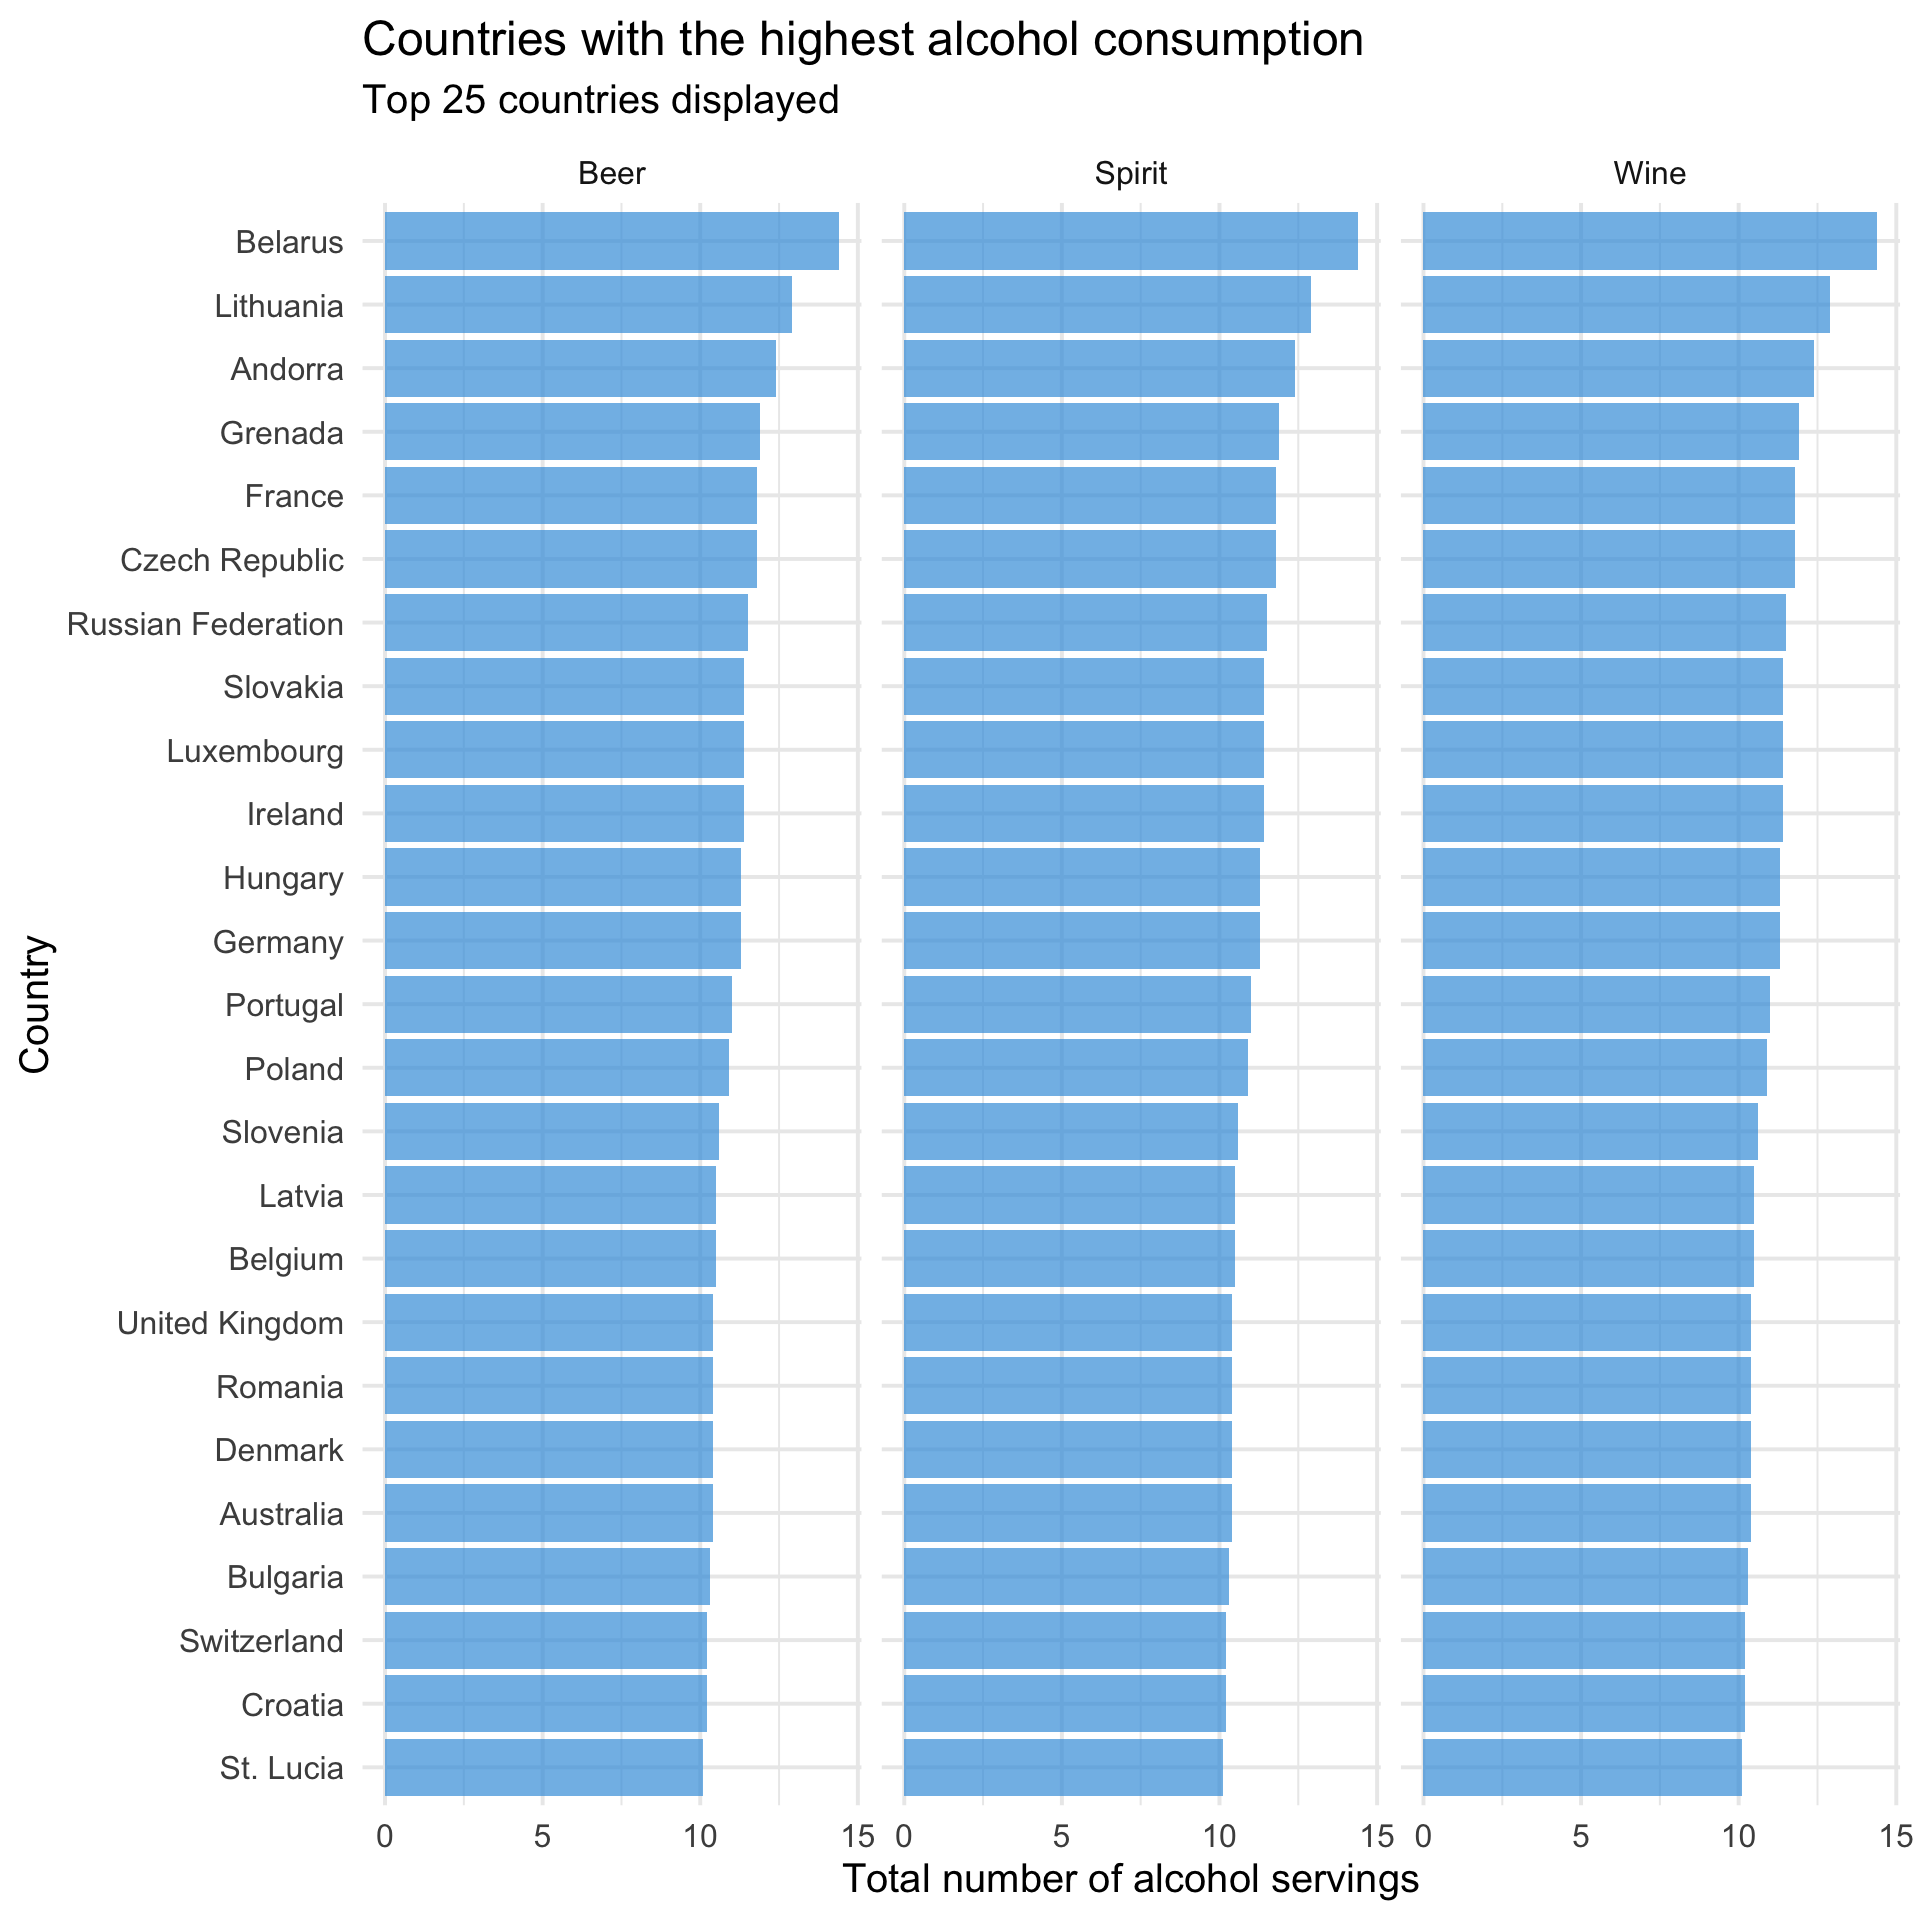 Countries with the highest alcohol consumption
Top 25 countries displayed
Beer Spirit Wine
Belarus
Lithuania
Andorra
Grenada
France
Czech Republic
Russian Federation
Slovakia
Luxembourg
Ireland
Hungary
Germany
Portugal
Poland
Slovenia
Latvia
Belgium
United Kingdom
Romania
Denmark
Australia
Bulgaria
Switzerland
Croatia
St. Lucia
Country
0 5 10 15 0 5 10 15 0 5 10 15
Total number of alcohol servings